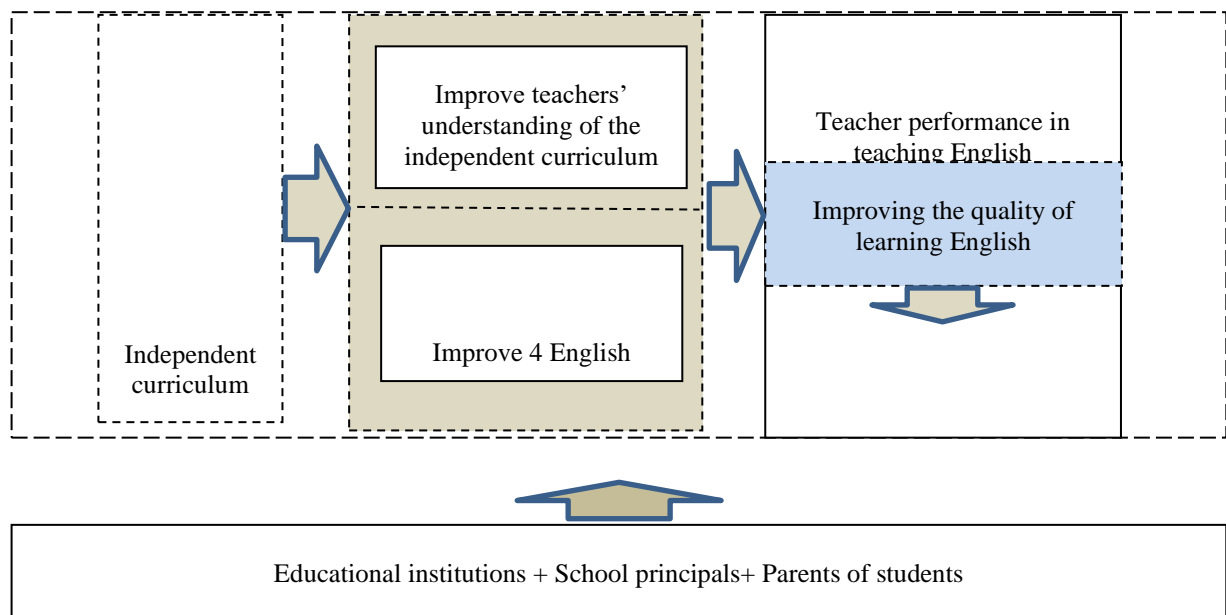 Independent
curriculum
Improve teachers’
understanding of the
independent curriculum
Improve 4 English
Teacher performance in
teaching English
Improving the quality of
learning English
Educational institutions + School principals+ Parents of students